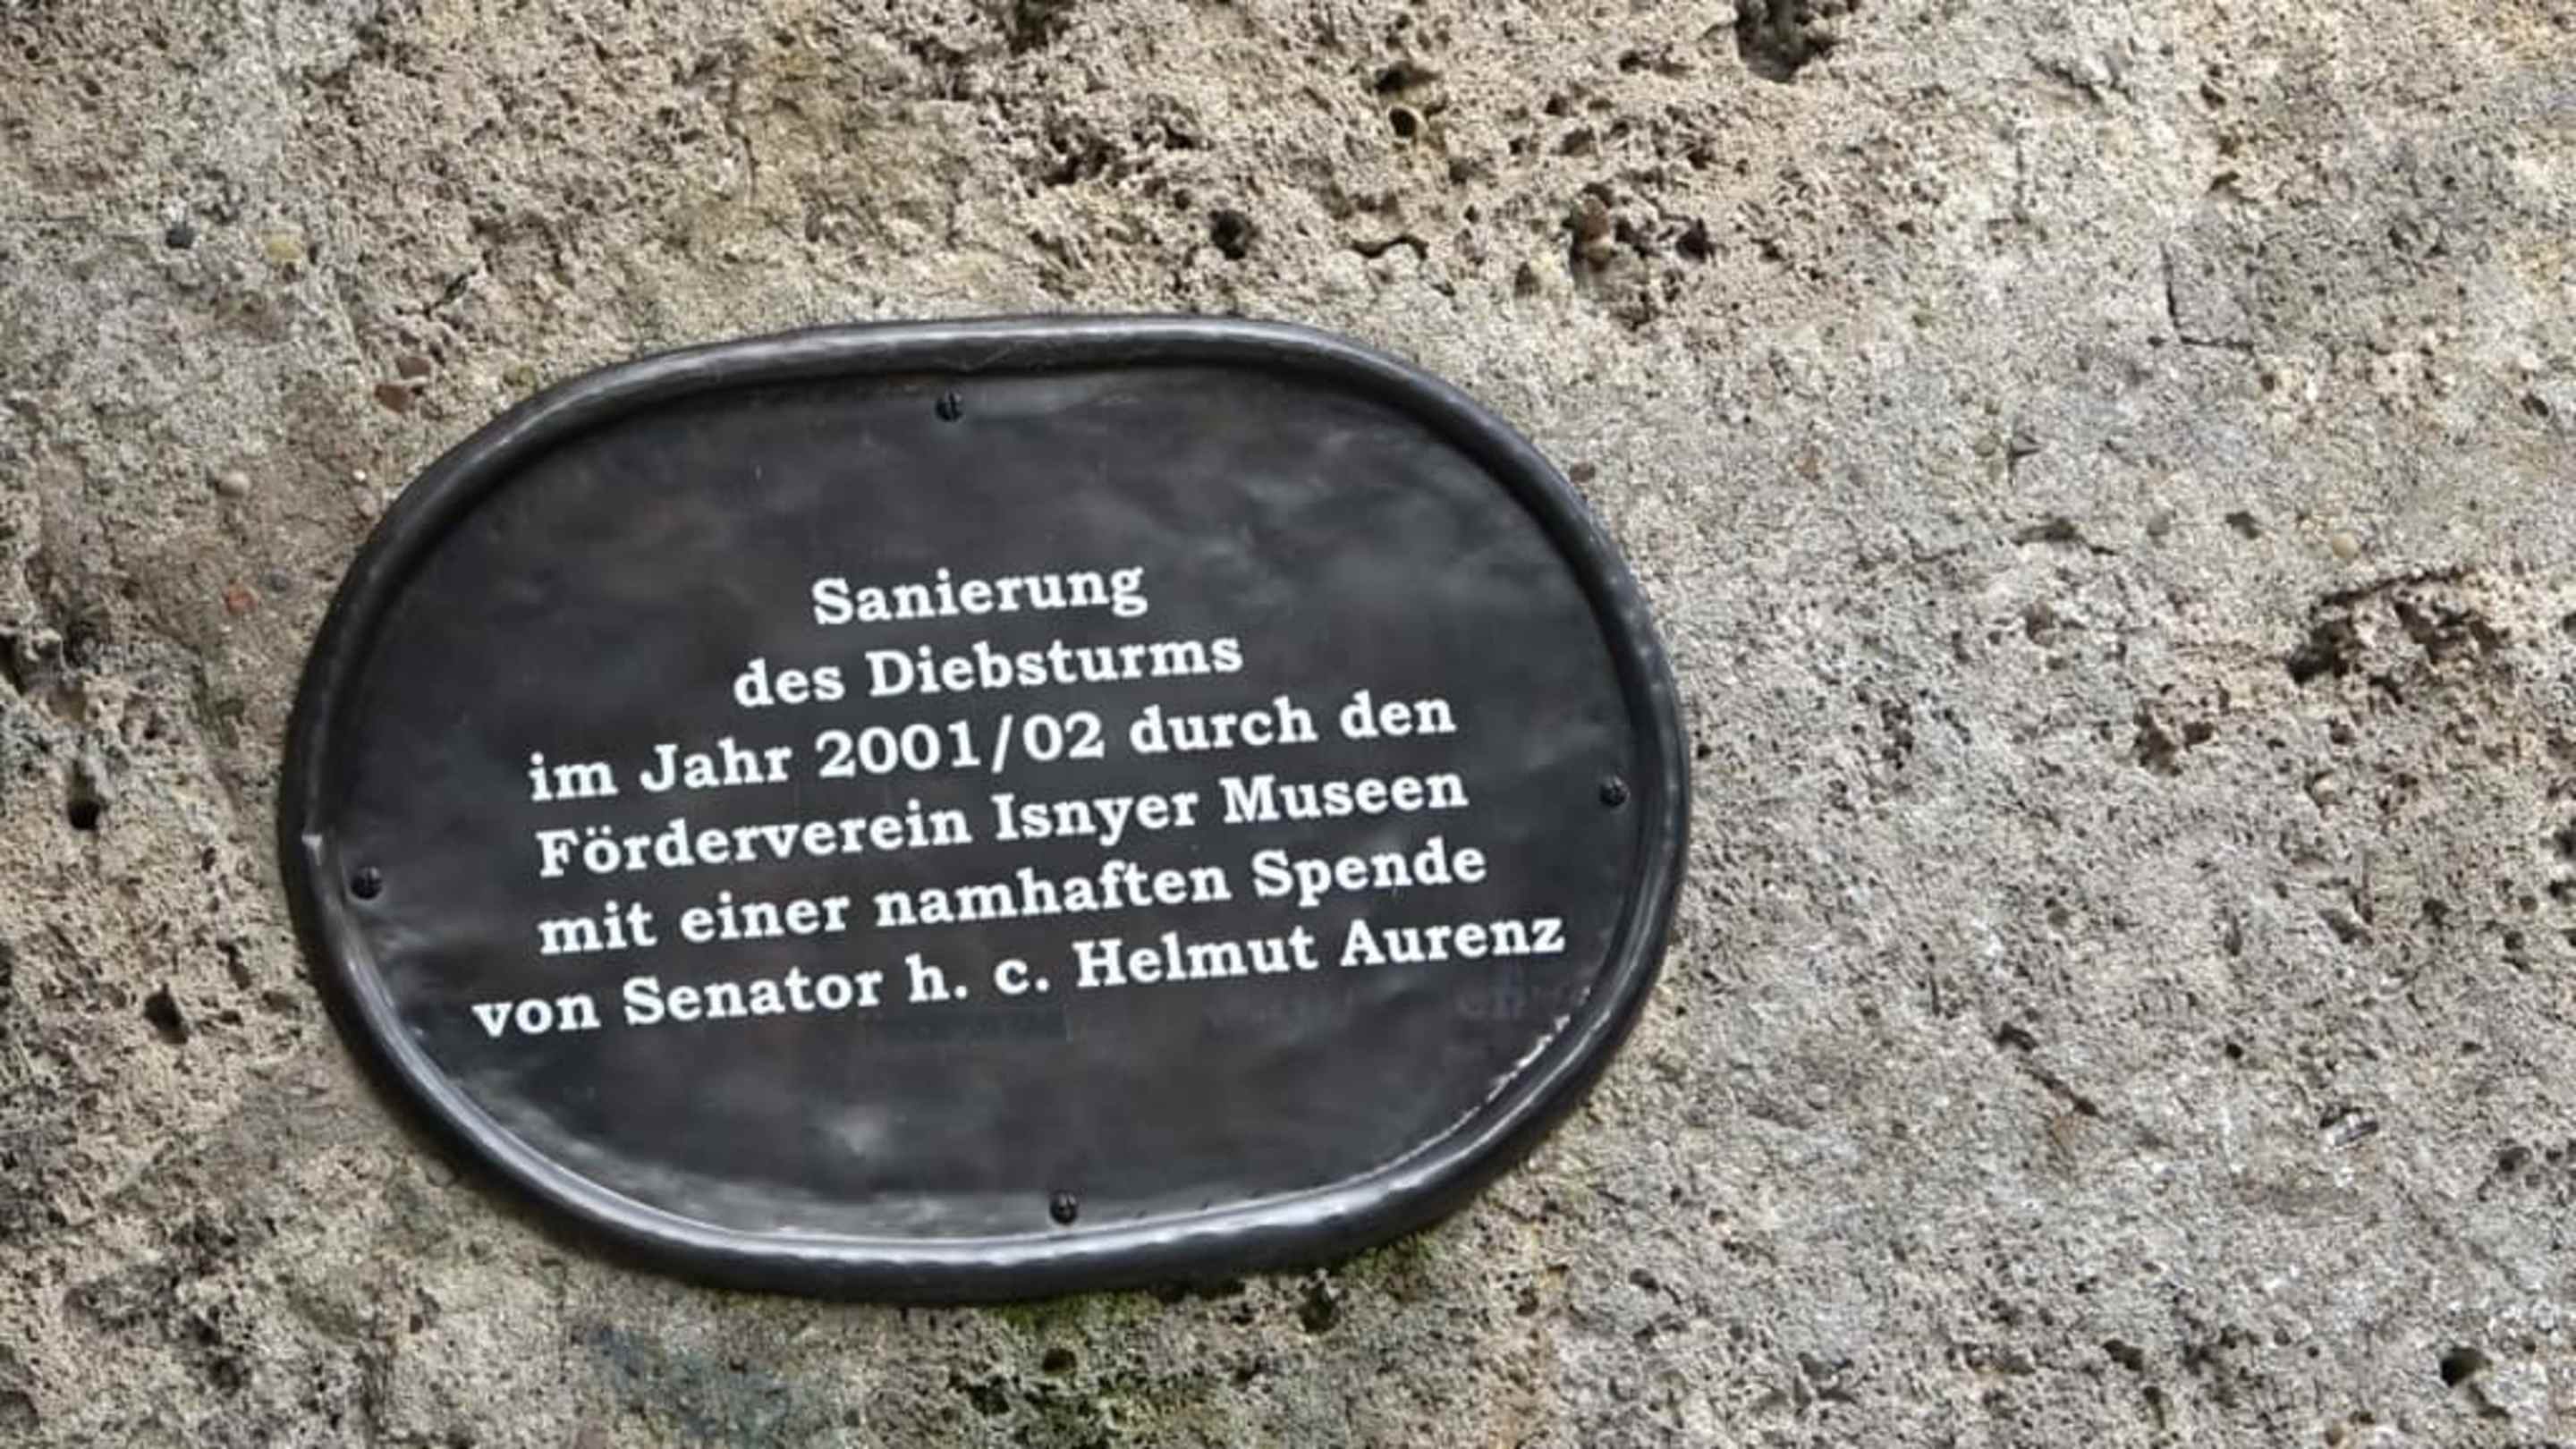 Sanierung
des Diebsturms
im Jahr 2001/02 durch den
Förderverein Isnyer Museen
mit einer namhaften Spende
von Senator h. c. Helmut Aurenz